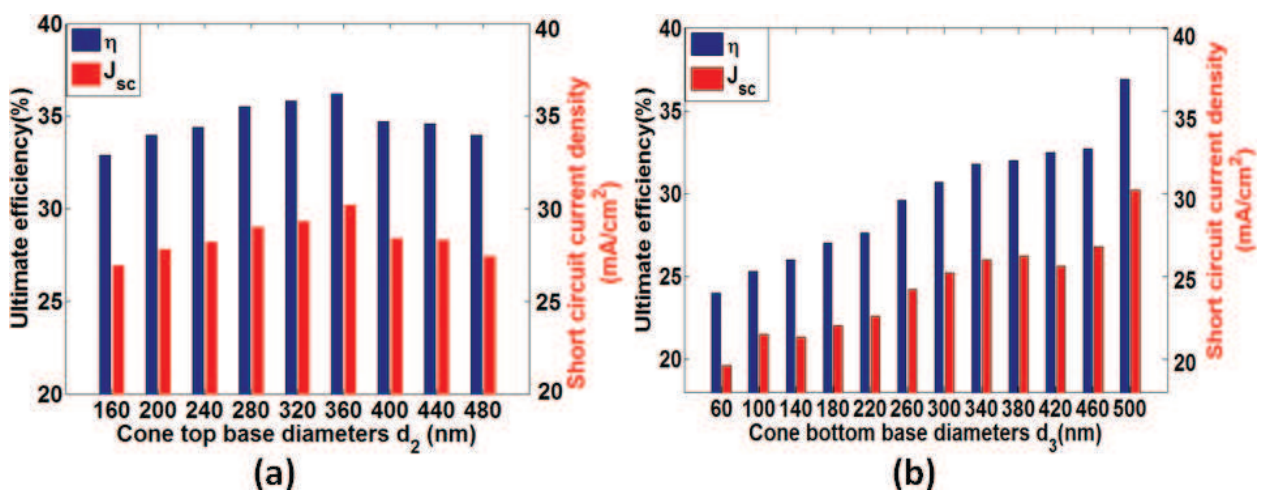 40
35
30
25
20
Ultimate efficiency(%)
η
J_sc
40
35
30
25
20
Short circuit current density
(mA/cm²)
160 200 240 280 320 360 400 440 480
Cone top base diameters d₂ (nm)
(a)
40
35
30
25
20
Ultimate efficiency(%)
η
J_sc
40
35
30
25
20
Short circuit current density
(mA/cm²)
60 100 140 180 220 260 300 340 380 420 460 500
Cone bottom base diameters d₃(nm)
(b)